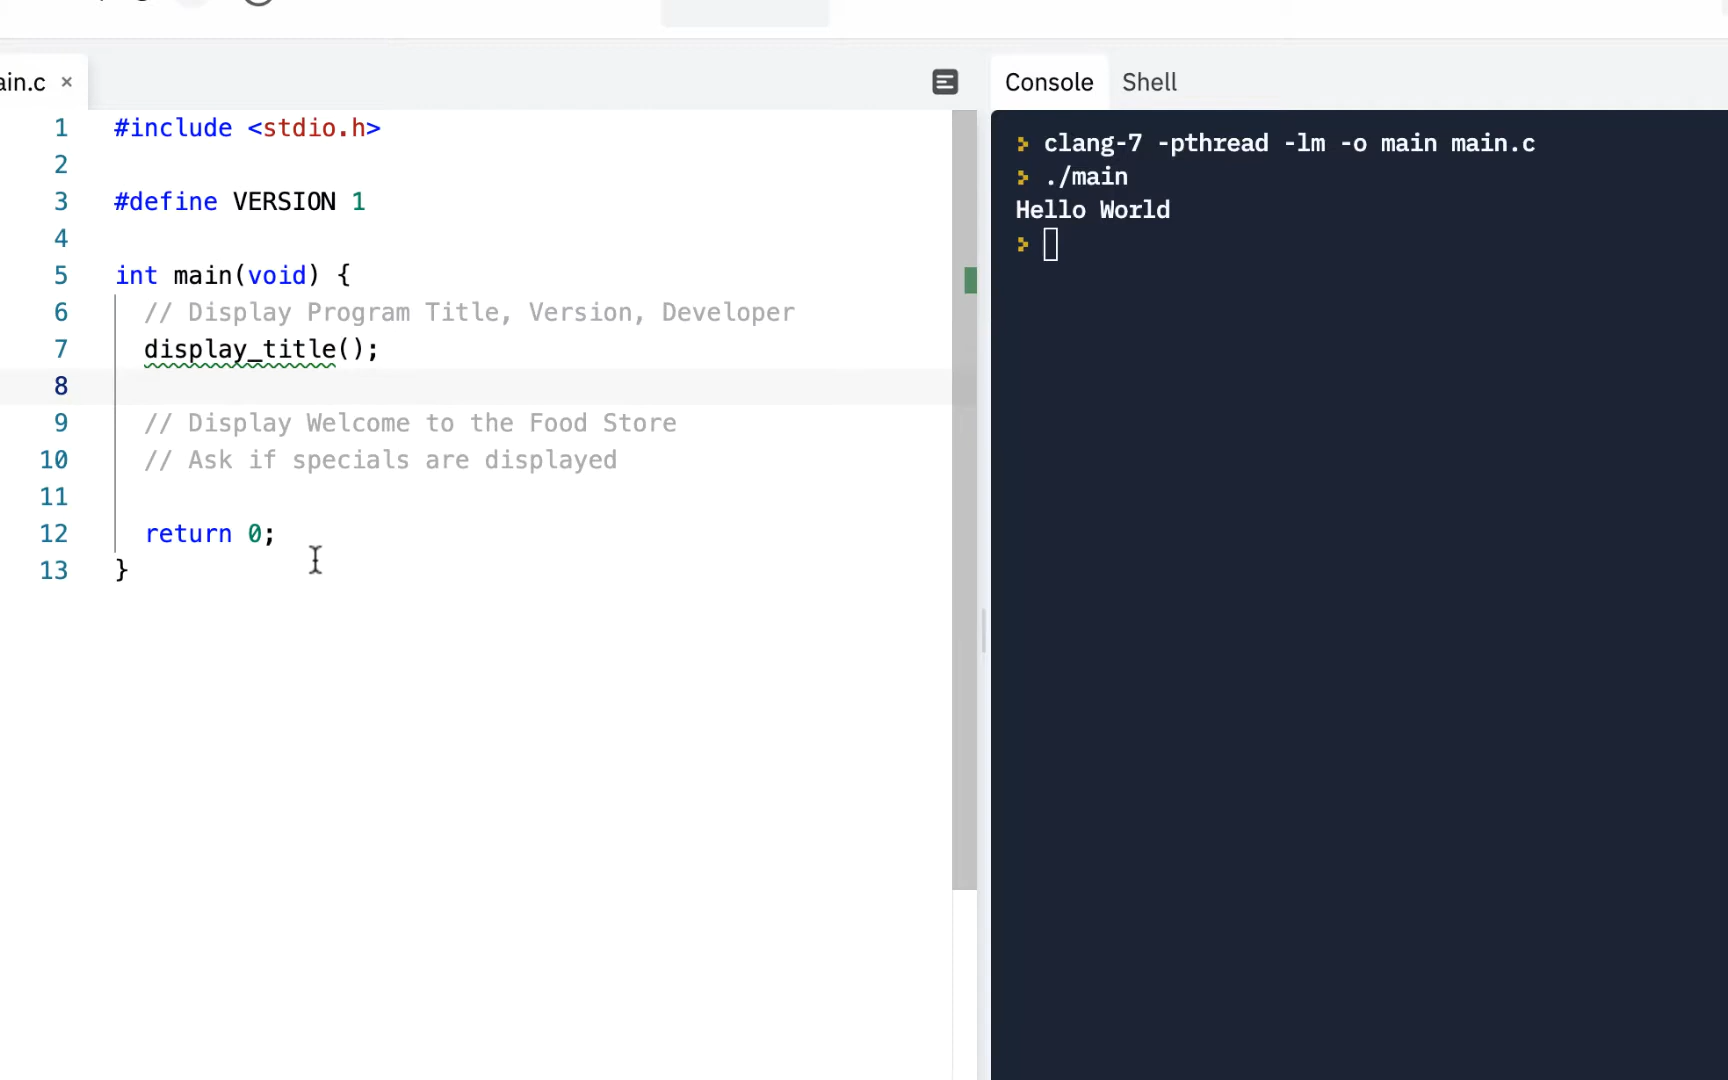 ain.c ×
1 #include <stdio.h>
2
3 #define VERSION 1
4
5 int main(void) {
6 // Display Program Title, Version, Developer
7 display_title();
8
9 // Display Welcome to the Food Store
10 // Ask if specials are displayed
11
12 return 0;
13 }
Console Shell
clang-7 -pthread -lm -o main main.c
./main
Hello World